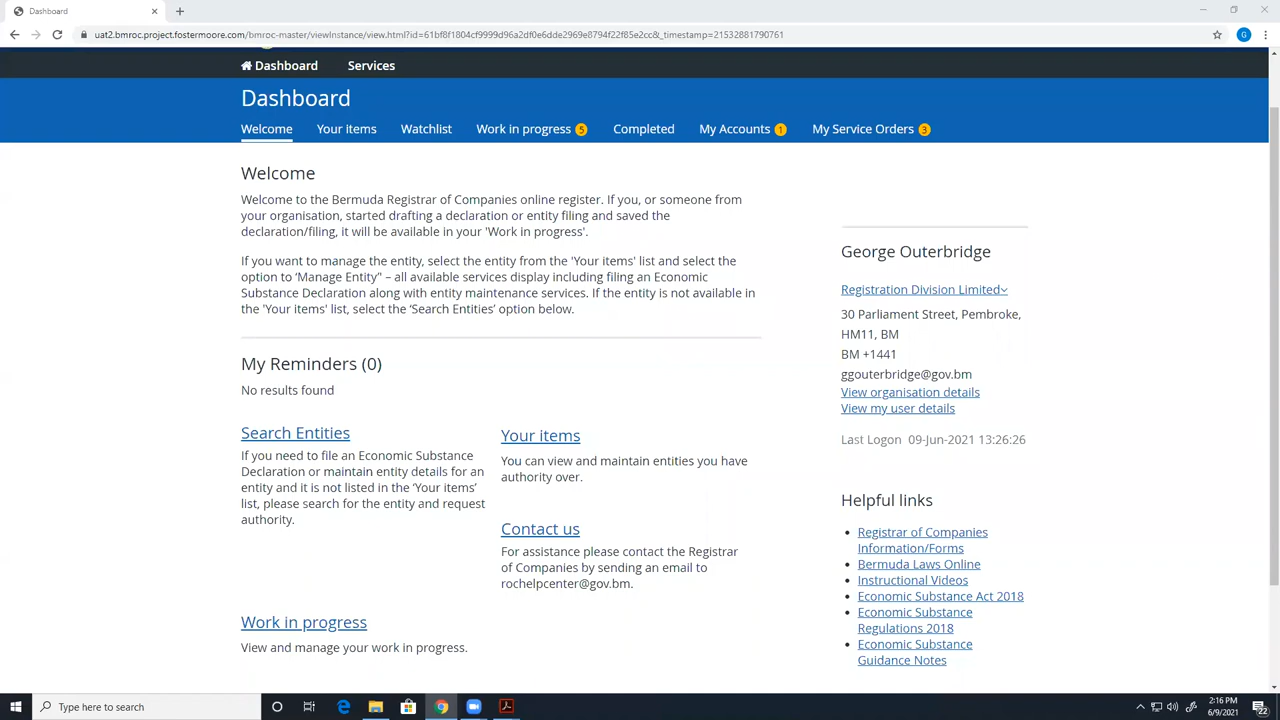 Dashboard
uat2.bmroc.project.fostermoore.com/bmroc-master/viewInstance/view.html?id=61bf8f1804cf9999d96a2df0e6dde2969e8794f22f85e2cc&_timestamp=21532881790761
G
Dashboard Services
Dashboard
Welcome Your items Watchlist Work in progress 5 Completed My Accounts 1 My Service Orders 3
Welcome
Welcome to the Bermuda Registrar of Companies online register. If you, or someone from
your organisation, started drafting a declaration or entity filing and saved the
declaration/filing, it will be available in your 'Work in progress'.
If you want to manage the entity, select the entity from the 'Your items' list and select the
option to ‘Manage Entity" – all available services display including filing an Economic
Substance Declaration along with entity maintenance services. If the entity is not available in
the 'Your items' list, select the ‘Search Entities’ option below.
My Reminders (0)
No results found
Search Entities
If you need to file an Economic Substance
Declaration or maintain entity details for an
entity and it is not listed in the ‘Your items’
list, please search for the entity and request
authority.
Your items
You can view and maintain entities you have
authority over.
Contact us
For assistance please contact the Registrar
of Companies by sending an email to
rochelpcenter@gov.bm.
Work in progress
View and manage your work in progress.
George Outerbridge
Registration Division Limited
30 Parliament Street, Pembroke,
HM11, BM
BM +1441
ggouterbridge@gov.bm
View organisation details
View my user details
Last Logon 09-Jun-2021 13:26:26
Helpful links
Registrar of Companies
Information/Forms
Bermuda Laws Online
Instructional Videos
Economic Substance Act 2018
Economic Substance
Regulations 2018
Economic Substance
Guidance Notes
Type here to search
2:16 PM
6/9/2021
22